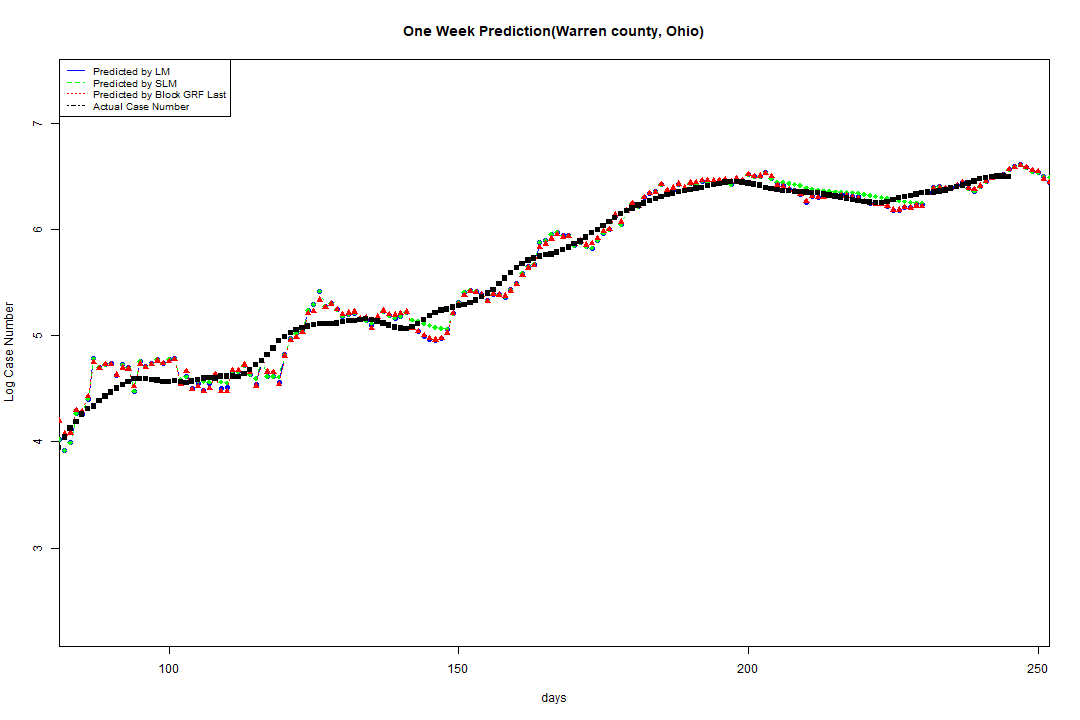 One Week Prediction(Warren county, Ohio)
Predicted by LM
Predicted by SLM
Predicted by Block GRF Last
Actual Case Number
7
6
5
4
3
Log Case Number
100 150 200 250
days